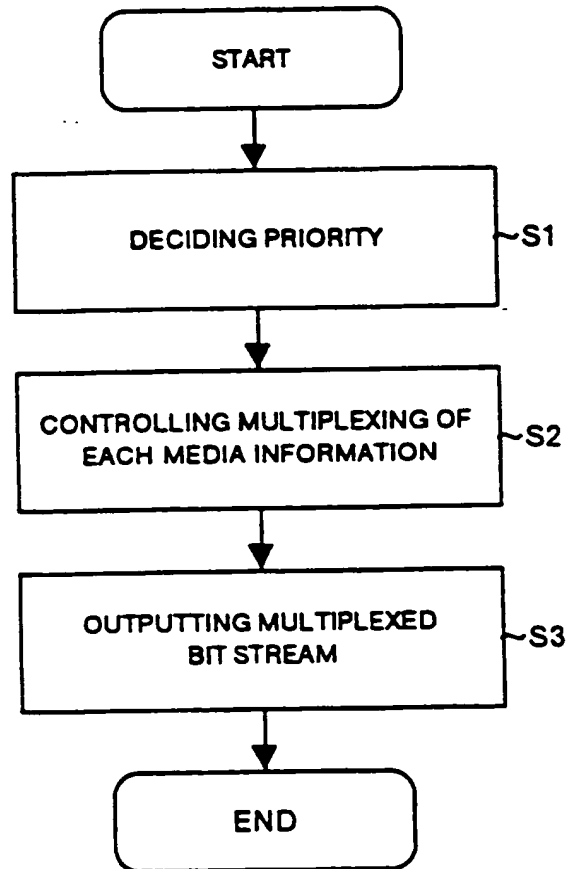 START
DECIDING PRIORITY
~S1
CONTROLLING MULTIPLEXING OF
EACH MEDIA INFORMATION
~S2
OUTPUTTING MULTIPLEXED
BIT STREAM
~S3
END